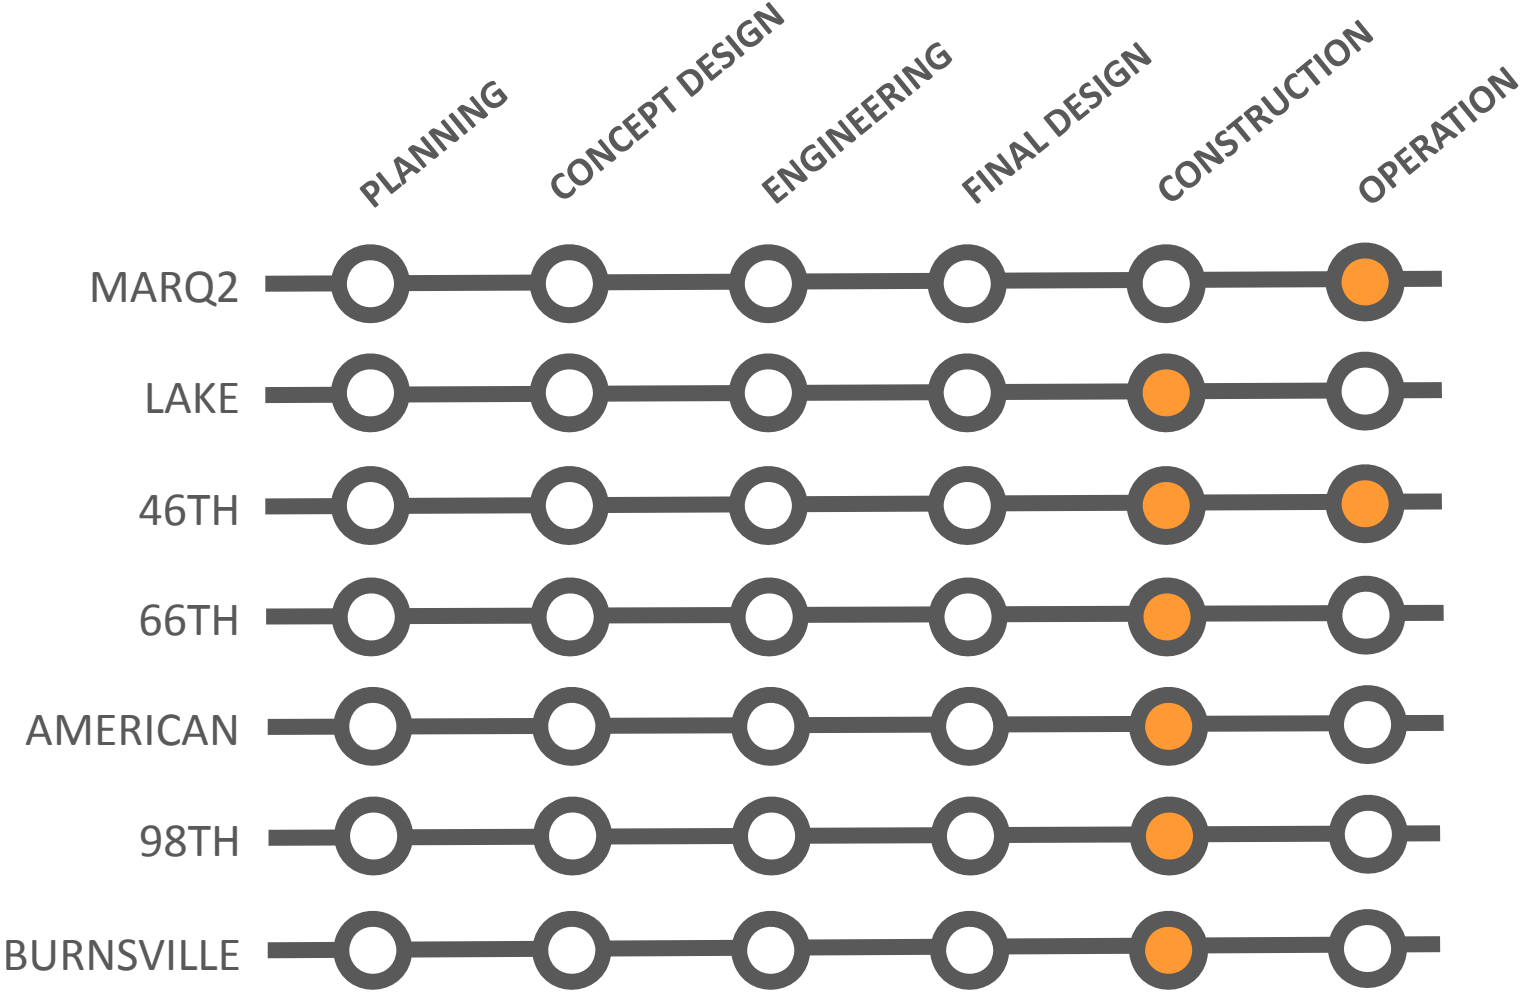 PLANNING
CONCEPT DESIGN
ENGINEERING
FINAL DESIGN
CONSTRUCTION
OPERATION
MARQ2
LAKE
46TH
66TH
AMERICAN
98TH
BURNSVILLE